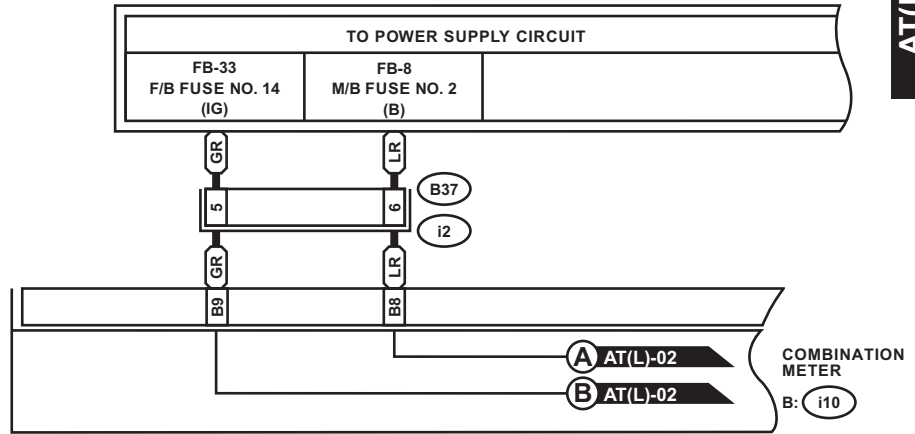 TO POWER SUPPLY CIRCUIT
FB-33
F/B FUSE NO. 14
(IG)
FB-8
M/B FUSE NO. 2
(B)
GR
LR
5
6
B37
i2
GR
LR
B9
B8
A AT(L)-02
B AT(L)-02
COMBINATION
METER
B: i10